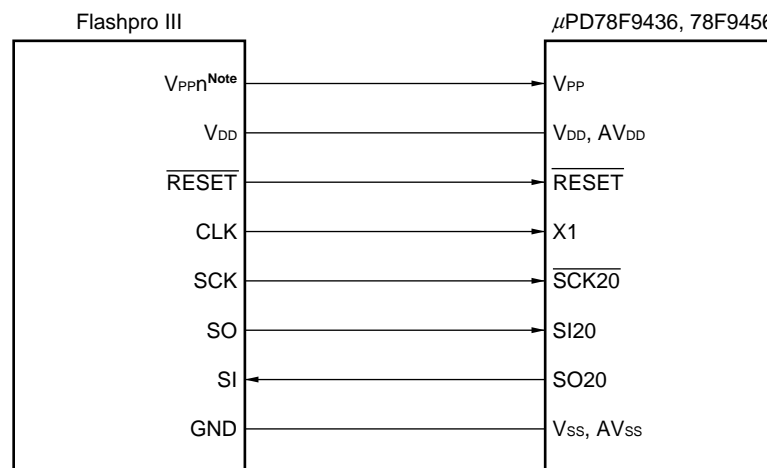 Flashpro III
μPD78F9436, 78F9456
VPPnNote
VPP
VDD
VDD, AVDD
RESET
RESET
CLK
X1
SCK
SCK20
SO
SI20
SI
SO20
GND
VSS, AVSS